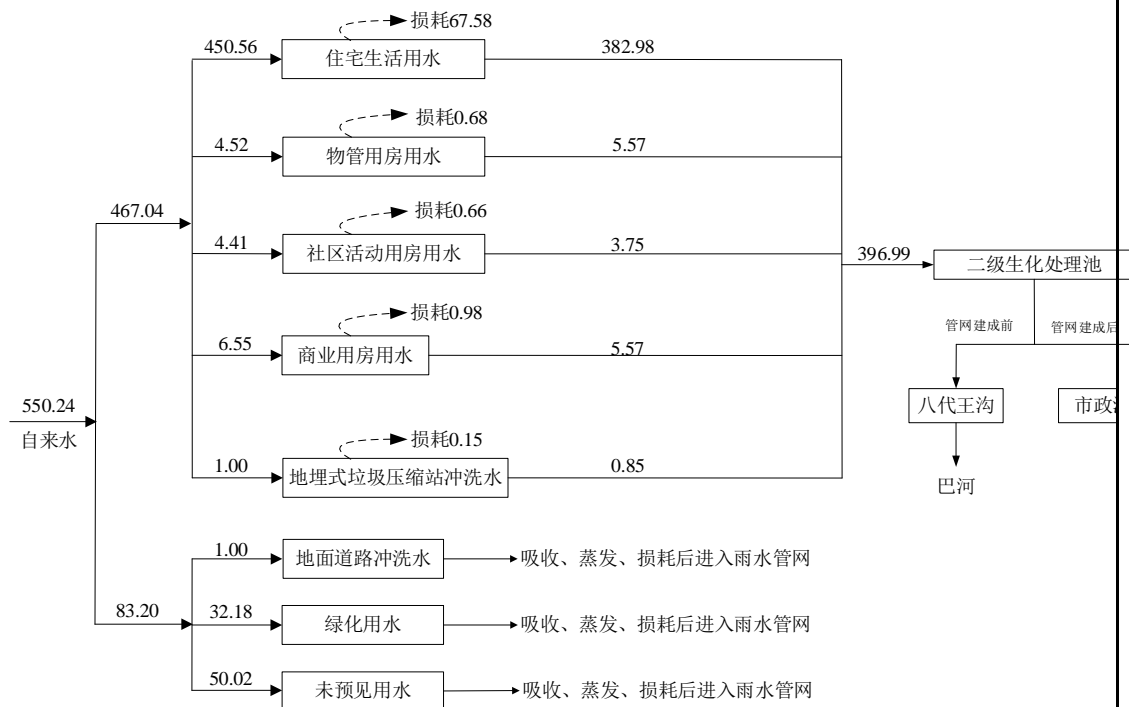 损耗67.58
450.56
住宅生活用水
382.98
损耗0.68
4.52
物管用房用水
5.57
467.04
损耗0.66
4.41
社区活动用房用水
3.75
396.99
二级生化处理池
损耗0.98
管网建成前
管网建成后
6.55
商业用房用水
5.57
550.24
自来水
八代王沟
市政
损耗0.15
1.00
地埋式垃圾压缩站冲洗水
0.85
巴河
1.00
地面道路冲洗水
吸收、蒸发、损耗后进入雨水管网
83.20
32.18
绿化用水
吸收、蒸发、损耗后进入雨水管网
50.02
未预见用水
吸收、蒸发、损耗后进入雨水管网